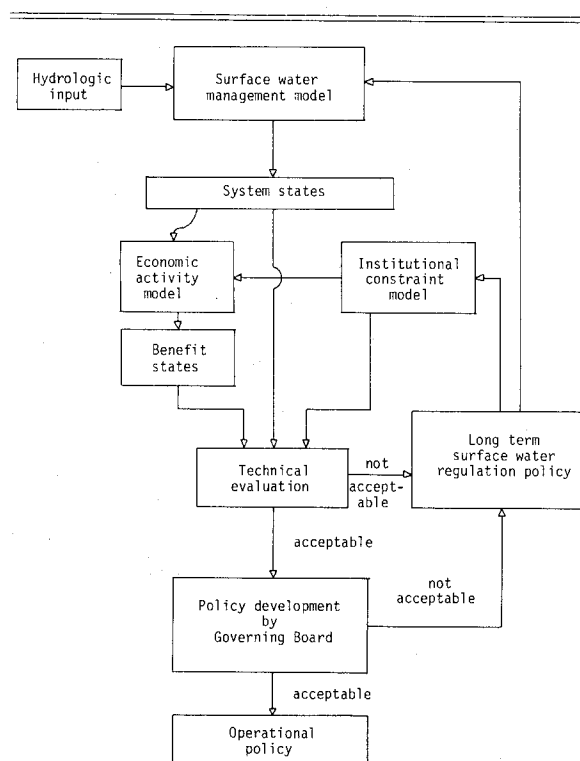 Hydrologic
input
Surface water
management model
System states
Economic
activity
model
Institutional
constraint
model
Benefit
states
Technical
evaluation
not
accept-
able
Long term
surface water
regulation policy
acceptable
Policy development
by
Governing Board
not
acceptable
acceptable
Operational
policy